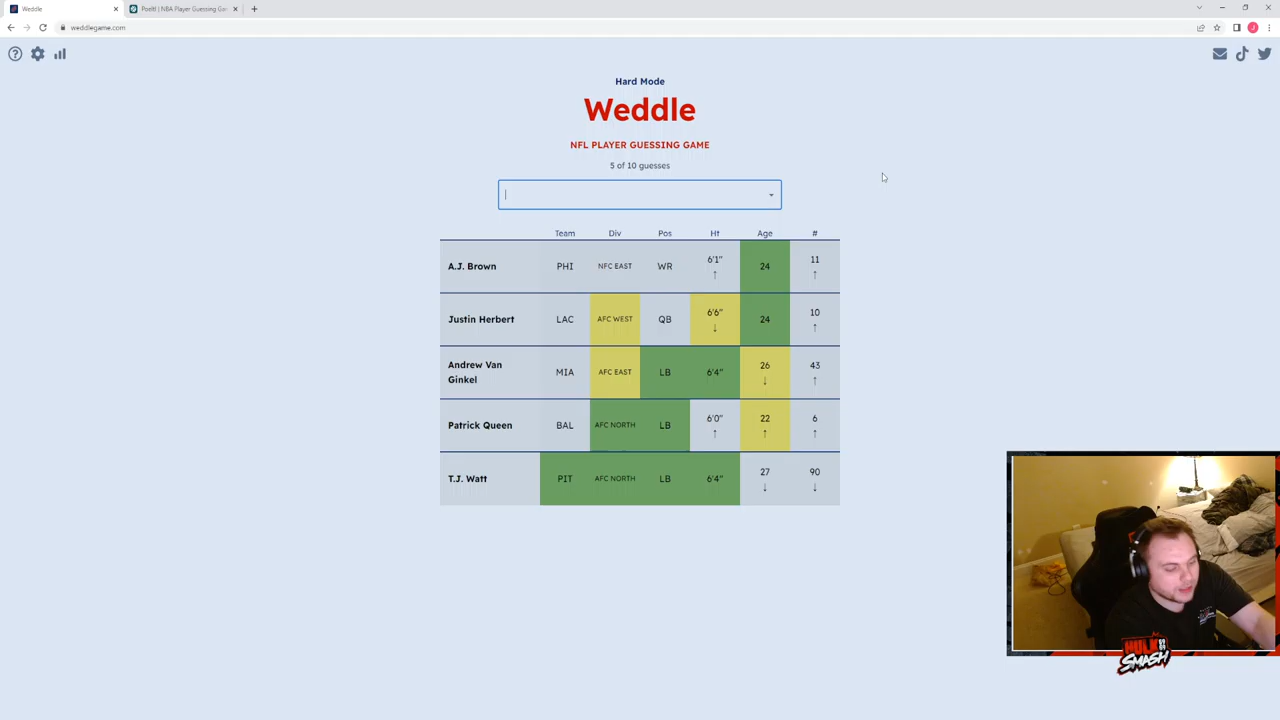 Weddle
Poeltl | NBA Player Guessing Ga
weddlegame.com
J
Hard Mode
Weddle
NFL PLAYER GUESSING GAME
5 of 10 guesses
Team Div Pos Ht Age #
A.J. Brown PHI NFC EAST WR 6'1" ↑ 24 11 ↑
Justin Herbert LAC AFC WEST QB 6'6" ↓ 24 10 ↑
Andrew Van Ginkel MIA AFC EAST LB 6'4" 26 ↓ 43 ↑
Patrick Queen BAL AFC NORTH LB 6'0" ↑ 22 ↑ 6 ↑
T.J. Watt PIT AFC NORTH LB 6'4" 27 ↓ 90 ↓
HULK
SMASH